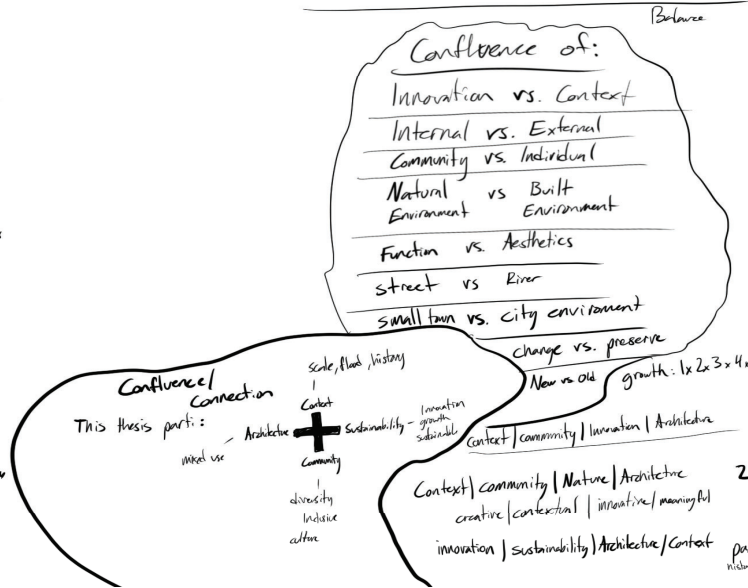 Balance
Confluence of:
Innovation vs. Context
Internal vs. External
Community vs. Individual
Natural vs Built
Environment Environment
Function vs. Aesthetics
street vs River
small town vs. city enviroment
change vs. preserve
New vs Old
growth: 1x 2x 3x 4x
Confluence/
Connection
This thesis parti:
scale, flood, history
Context
Architecture + Sustainability - Innovation
growth
sustainable
mixed use
Community
diversity
Inclusive
culture
Context | community | Innovation | Architecture
Context | community | Nature | Architetcure
creative | contextual | innovative/ meaningful
innovation | sustainability | Architecture/Context
2